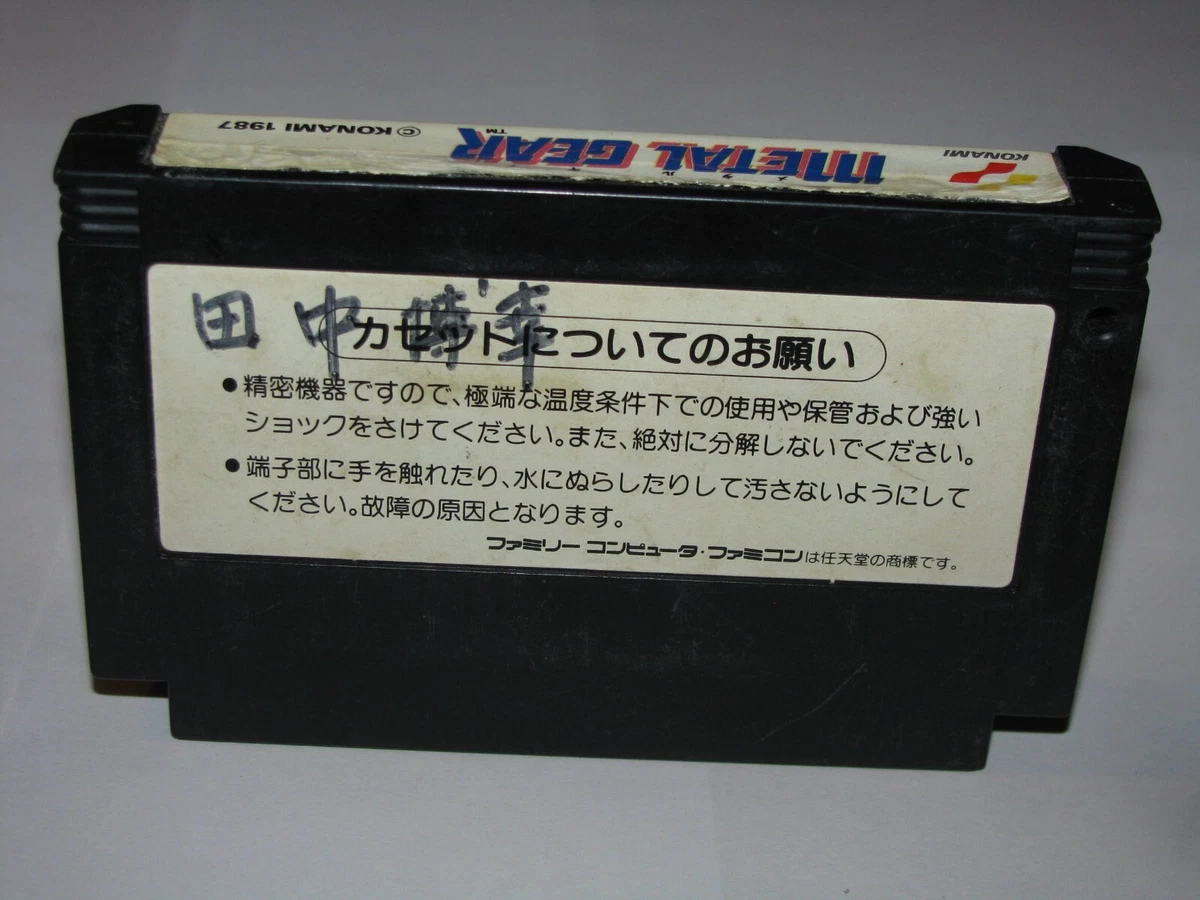 KONAMI
METAL GEAR™
メタルギア
© KONAMI 1987
田中
カセットについてのお願い
●精密機器ですので、極端な温度条件下での使用や保管および強い
ショックをさけてください。また、絶対に分解しないでください。
●端子部に手を触れたり、水にぬらしたりして汚さないようにして
ください。故障の原因となります。
ファミリーコンピュータ・ファミコンは任天堂の商標です。